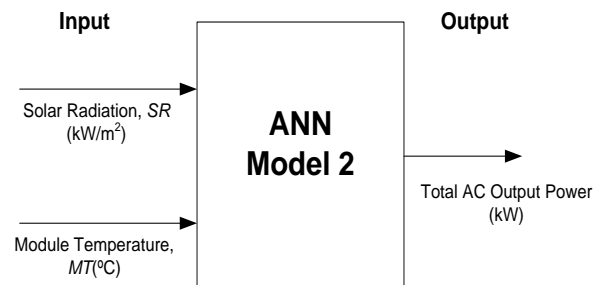 Input
Output
Solar Radiation, SR
(kW/m²)
ANN
Model 2
Total AC Output Power
(kW)
Module Temperature,
MT(ºC)